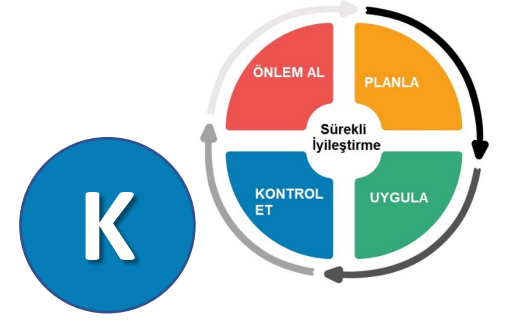 ÖNLEM AL
PLANLA
Sürekli
İyileştirme
KONTROL
ET
UYGULA
K